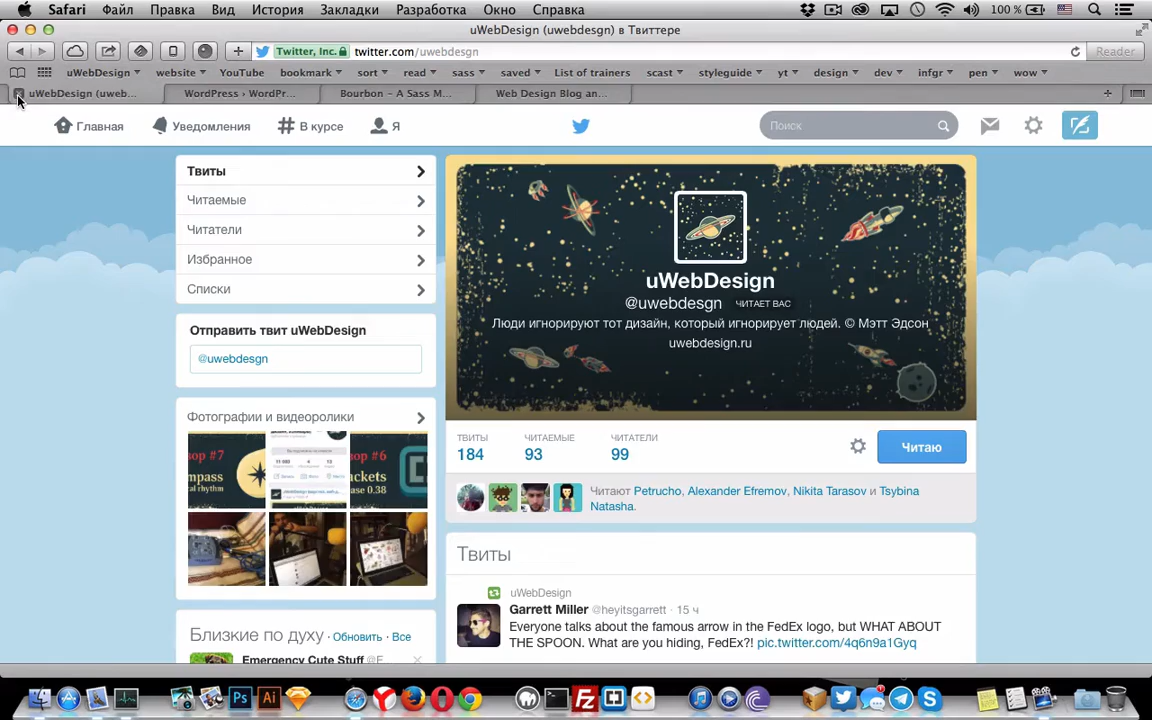 Safari Файл Правка Вид История Закладки Разработка Окно Справка 100 %
uWebDesign (uwebdesgn) в Твиттере
Twitter, Inc. twitter.com/uwebdesgn Reader
uWebDesign website YouTube bookmark sort read sass saved List of trainers scast styleguide yt design dev infgr pen wow
uWebDesign (uweb... WordPress › WordPr... Bourbon – A Sass M... Web Design Blog an...
Главная Уведомления В курсе Я Поиск
Твиты
Читаемые
Читатели
Избранное
Списки
Отправить твит uWebDesign
@uwebdesgn
Фотографии и видеоролики
Близкие по духу · Обновить · Все
Emergency Cute Stuff @E...
uWebDesign
@uwebdesgn ЧИТАЕТ ВАС
Люди игнорируют тот дизайн, который игнорирует людей. © Мэтт Эдсон
uwebdesign.ru
ТВИТЫ ЧИТАЕМЫЕ ЧИТАТЕЛИ
184 93 99
Читаю
Читают Petrucho, Alexander Efremov, Nikita Tarasov и Tsybina
Natasha.
Твиты
uWebDesign
Garrett Miller @heyitsgarrett · 15 ч
Everyone talks about the famous arrow in the FedEx logo, but WHAT ABOUT
THE SPOON. What are you hiding, FedEx?! pic.twitter.com/4q6n9a1Gyq